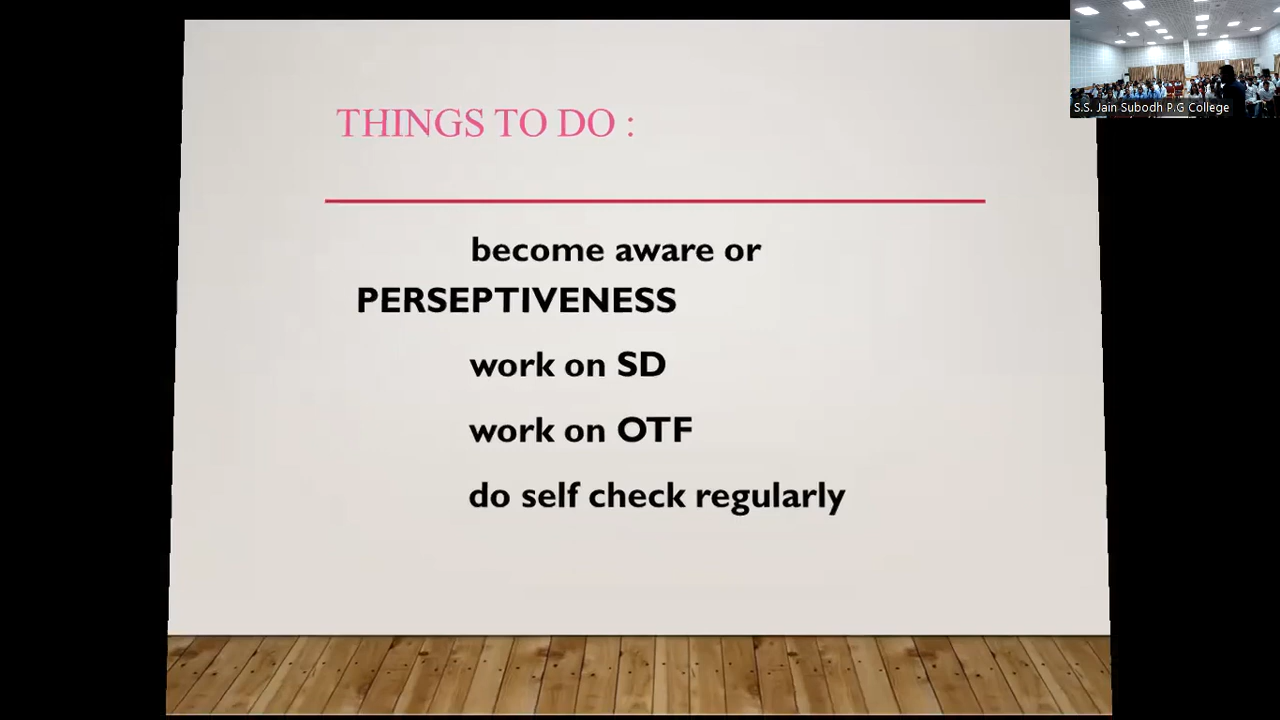 S.S. Jain Subodh P.G College
THINGS TO DO :
become aware or
PERSEPTIVENESS
work on SD
work on OTF
do self check regularly